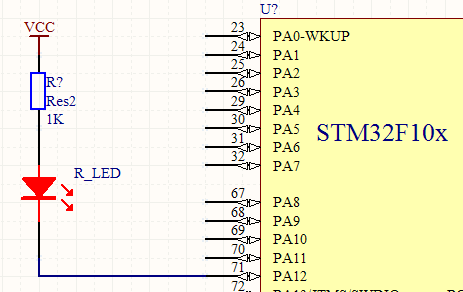 U?
VCC
23 PA0-WKUP
24 PA1
25 PA2
26 PA3
29 PA4
30 PA5
31 PA6
32 PA7
R?
Res2
1K
STM32F10x
R_LED
67 PA8
68 PA9
69 PA10
70 PA11
71 PA12
72